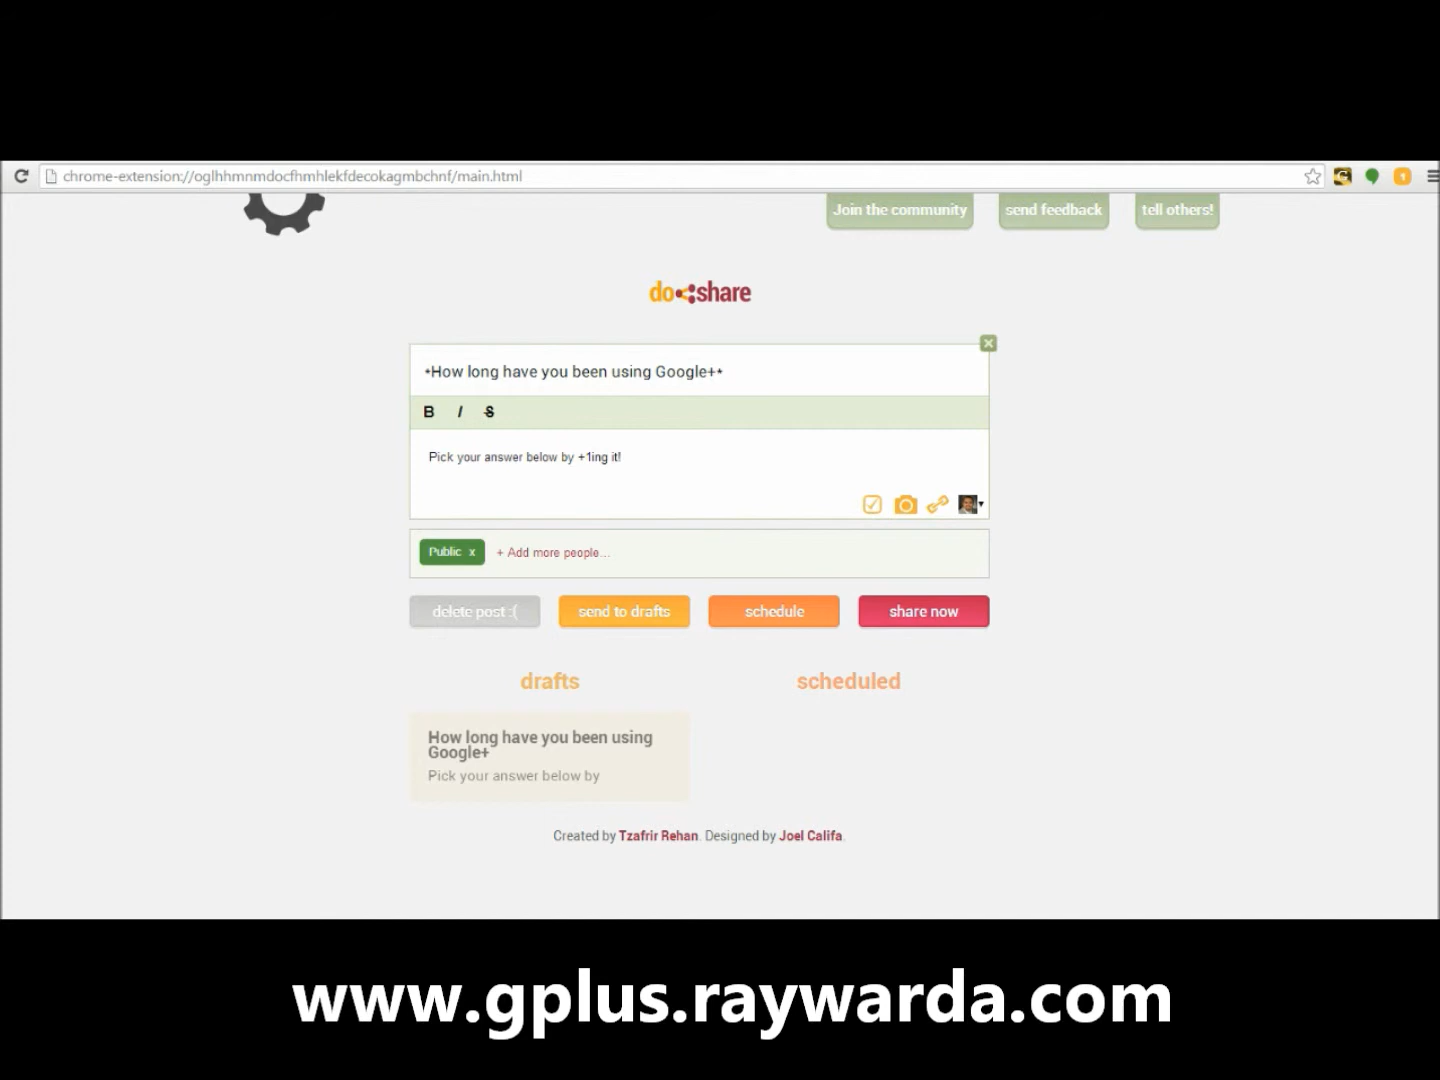 chrome-extension://oglhhmnmdocfhmhlekfdecokagmbchnf/main.html
Join the community
send feedback
tell others!
do share
*How long have you been using Google+*
B I S
Pick your answer below by +1ing it!
Public x + Add more people...
delete post :(
send to drafts
schedule
share now
drafts
scheduled
How long have you been using
Google+
Pick your answer below by
Created by Tzafrir Rehan. Designed by Joel Califa.
www.gplus.raywarda.com